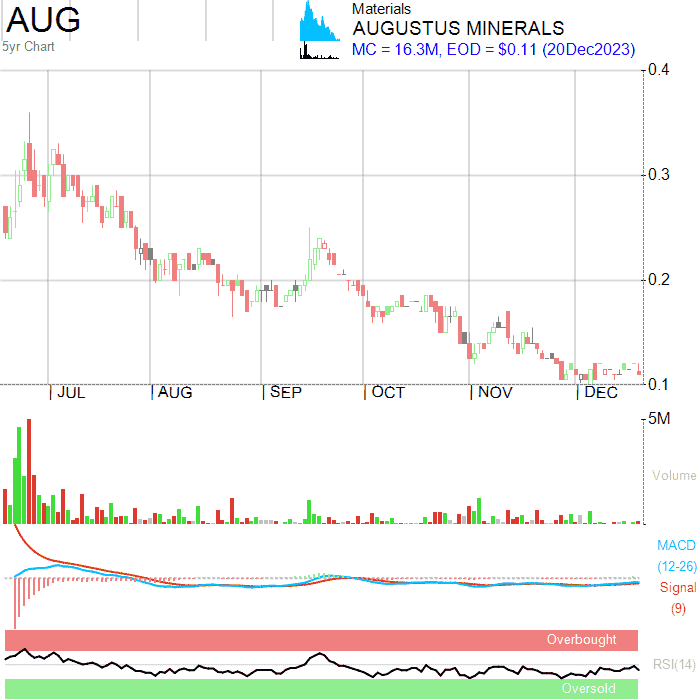 AUG
5yr Chart
Materials
AUGUSTUS MINERALS
MC = 16.3M, EOD = $0.11 (20Dec2023)
0.4
0.3
0.2
0.1
JUL AUG SEP OCT NOV DEC
5M
Volume
MACD
(12-26)
Signal
(9)
Overbought
RSI(14)
Oversold